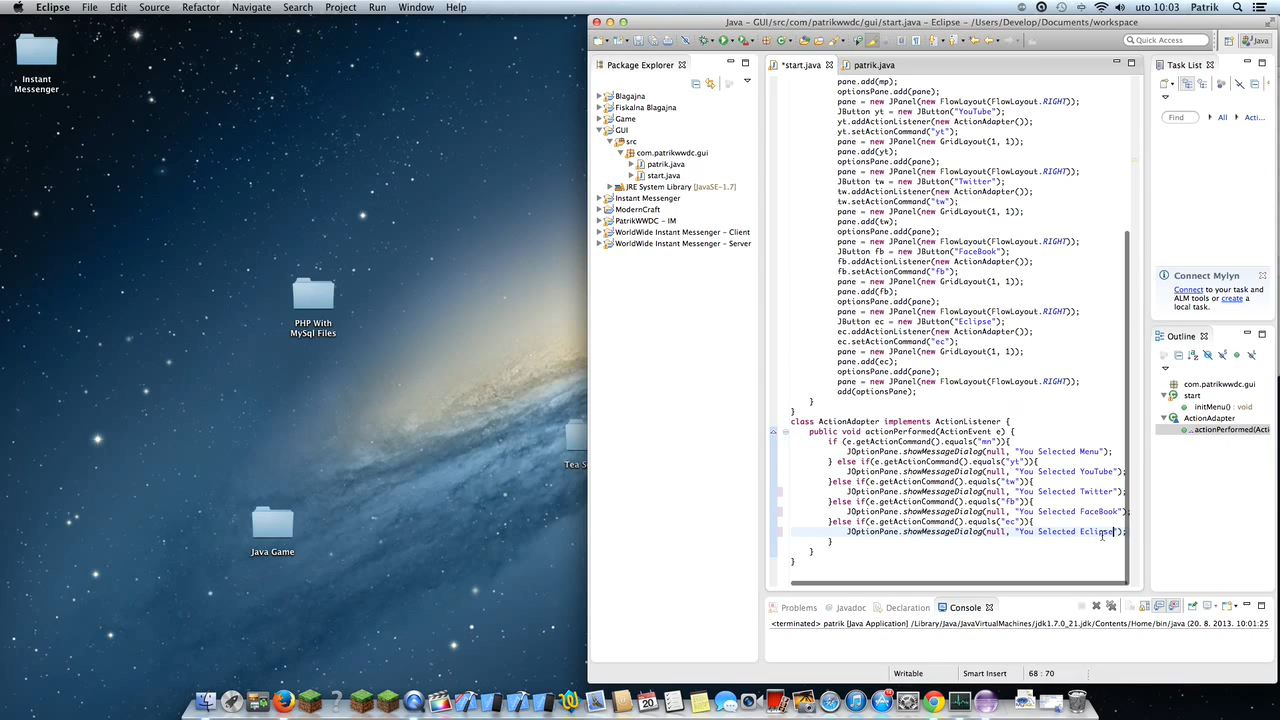 Eclipse File Edit Source Refactor Navigate Search Project Run Window Help
uto 10:03 Patrik
Java - GUI/src/com/patrikwwdc/gui/start.java - Eclipse - /Users/Develop/Documents/workspace
Quick Access
Java
Instant
Messenger
PHP With
MySql Files
Java Game
Package Explorer
Blagajna
Fiskalna Blagajna
Game
GUI
src
com.patrikwwdc.gui
patrik.java
start.java
JRE System Library [JavaSE-1.7]
Instant Messenger
ModernCraft
PatrikWWDC - IM
WorldWide Instant Messenger - Client
WorldWide Instant Messenger - Server
*start.java
patrik.java
pane.add(mp);
optionsPane.add(pane);
pane = new JPanel(new FlowLayout(FlowLayout.RIGHT));
JButton yt = new JButton("YouTube");
yt.addActionListener(new ActionAdapter());
yt.setActionCommand("yt");
pane = new JPanel(new GridLayout(1, 1));
pane.add(yt);
optionsPane.add(pane);
pane = new JPanel(new FlowLayout(FlowLayout.RIGHT));
JButton tw = new JButton("Twitter");
tw.addActionListener(new ActionAdapter());
tw.setActionCommand("tw");
pane = new JPanel(new GridLayout(1, 1));
pane.add(tw);
optionsPane.add(pane);
pane = new JPanel(new FlowLayout(FlowLayout.RIGHT));
JButton fb = new JButton("FaceBook");
fb.addActionListener(new ActionAdapter());
fb.setActionCommand("fb");
pane = new JPanel(new GridLayout(1, 1));
pane.add(fb);
optionsPane.add(pane);
pane = new JPanel(new FlowLayout(FlowLayout.RIGHT));
JButton ec = new JButton("Eclipse");
ec.addActionListener(new ActionAdapter());
ec.setActionCommand("ec");
pane = new JPanel(new GridLayout(1, 1));
pane.add(ec);
optionsPane.add(pane);
pane = new JPanel(new FlowLayout(FlowLayout.RIGHT));
add(optionsPane);
}
}
class ActionAdapter implements ActionListener {
public void actionPerformed(ActionEvent e) {
if (e.getActionCommand().equals("mn")){
JOptionPane.showMessageDialog(null, "You Selected Menu");
} else if(e.getActionCommand().equals("yt")){
JOptionPane.showMessageDialog(null, "You Selected YouTube");
}else if(e.getActionCommand().equals("tw")){
JOptionPane.showMessageDialog(null, "You Selected Twitter");
}else if(e.getActionCommand().equals("fb")){
JOptionPane.showMessageDialog(null, "You Selected FaceBook");
}else if(e.getActionCommand().equals("ec")){
JOptionPane.showMessageDialog(null, "You Selected Eclipse");
}
}
}
Task List
Find
All
Acti...
Connect Mylyn
Connect to your task and
ALM tools or create a
local task.
Outline
com.patrikwwdc.gui
start
initMenu() : void
ActionAdapter
actionPerformed(Acti
Problems Javadoc Declaration Console
<terminated> patrik [Java Application] /Library/Java/JavaVirtualMachines/jdk1.7.0_21.jdk/Contents/Home/bin/java (20. 8. 2013. 10:01:25
Writable Smart Insert 68 : 70
20